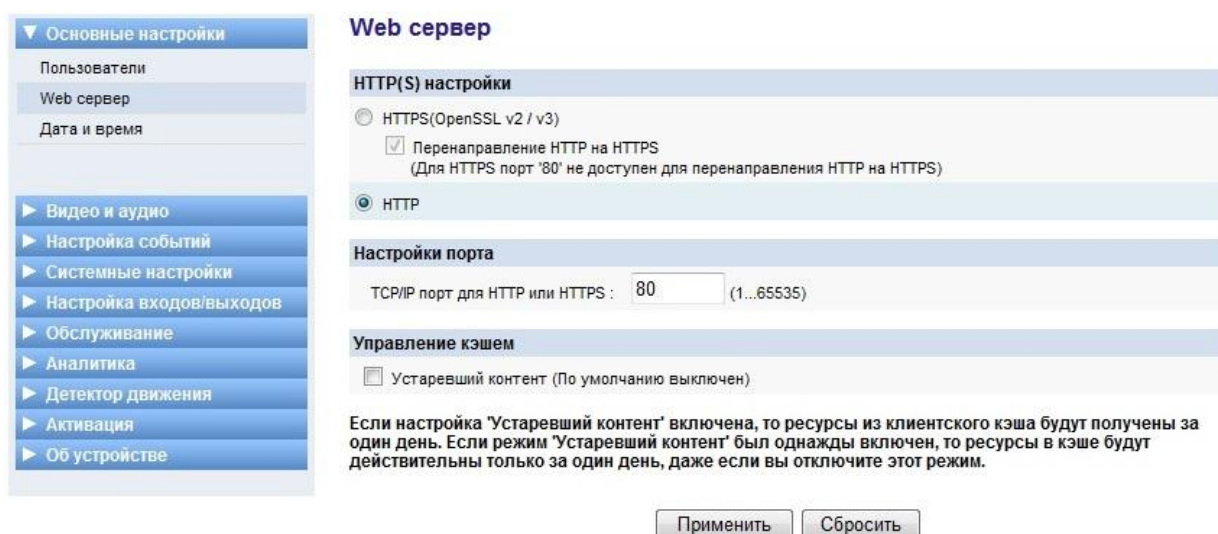 Основные настройки
Пользователи
Web сервер
Дата и время
Видео и аудио
Настройка событий
Системные настройки
Настройка входов/выходов
Обслуживание
Аналитика
Детектор движения
Активация
Об устройстве
Web сервер
HTTP(S) настройки
HTTPS(OpenSSL v2 / v3)
Перенаправление HTTP на HTTPS
(Для HTTPS порт '80' не доступен для перенаправления HTTP на HTTPS)
HTTP
Настройки порта
TCP/IP порт для HTTP или HTTPS : 80 (1...65535)
Управление кэшем
Устаревший контент (По умолчанию выключен)
Если настройка 'Устаревший контент' включена, то ресурсы из клиентского кэша будут получены за
один день. Если режим 'Устаревший контент' был однажды включен, то ресурсы в кэше будут
действительны только за один день, даже если вы отключите этот режим.
Применить Сбросить